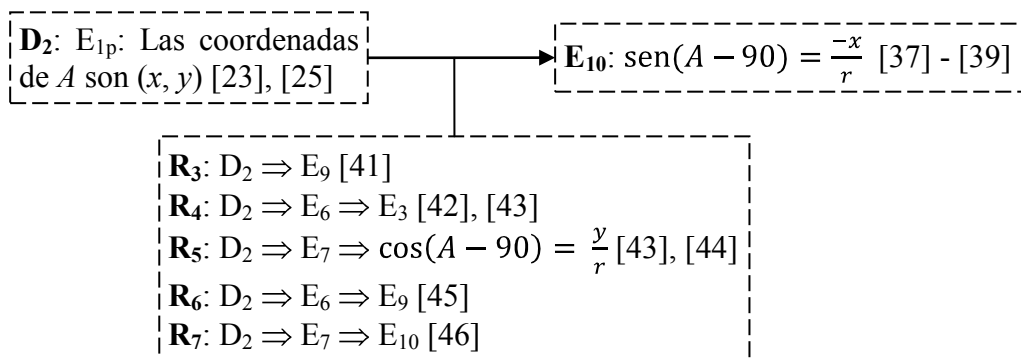 D₂: E₁ₚ: Las coordenadas
de A son (x, y) [23], [25]
E₁₀: sen(A − 90) = −x/r [37] - [39]
R₃: D₂ ⇒ E₉ [41]
R₄: D₂ ⇒ E₆ ⇒ E₃ [42], [43]
R₅: D₂ ⇒ E₇ ⇒ cos(A − 90) = y/r [43], [44]
R₆: D₂ ⇒ E₆ ⇒ E₉ [45]
R₇: D₂ ⇒ E₇ ⇒ E₁₀ [46]